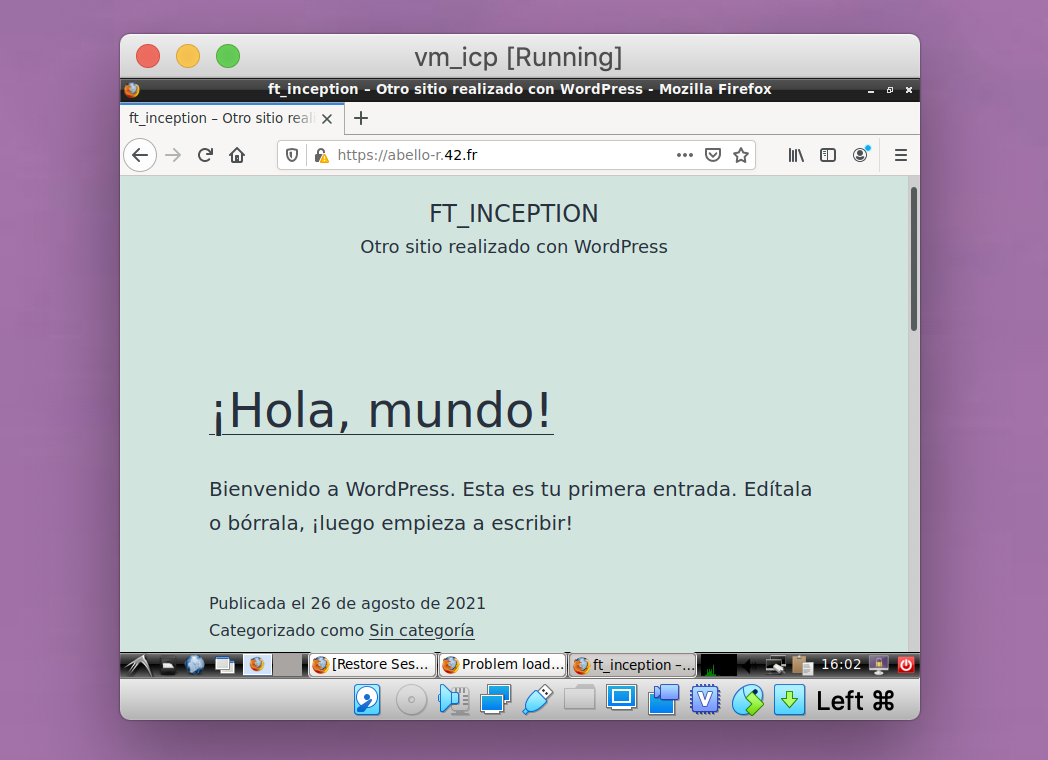 vm_icp [Running]
ft_inception – Otro sitio realizado con WordPress - Mozilla Firefox
ft_inception – Otro sitio real
https://abello-r.42.fr
FT_INCEPTION
Otro sitio realizado con WordPress
¡Hola, mundo!
Bienvenido a WordPress. Esta es tu primera entrada. Edítala
o bórrala, ¡luego empieza a escribir!
Publicada el 26 de agosto de 2021
Categorizado como Sin categoría
[Restore Ses... Problem load... ft_inception –... 16:02
V
Left ⌘